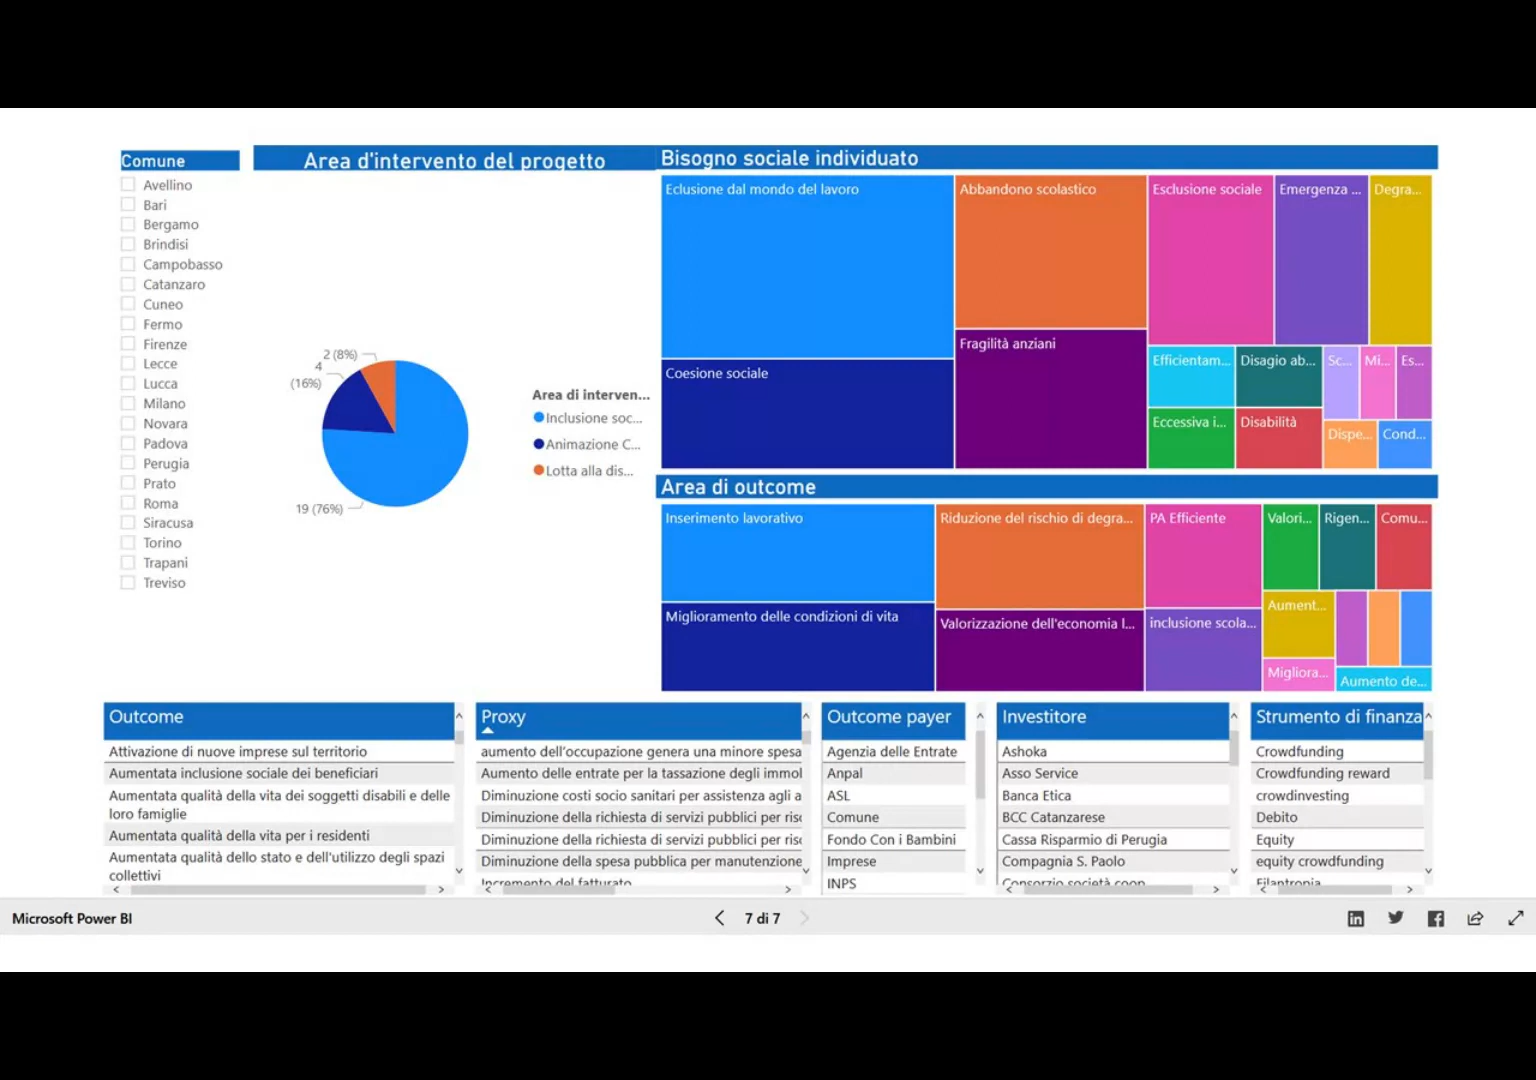 Comune
Avellino
Bari
Bergamo
Brindisi
Campobasso
Catanzaro
Cuneo
Fermo
Firenze
Lecce
Lucca
Milano
Novara
Padova
Perugia
Prato
Roma
Siracusa
Torino
Trapani
Treviso
Area d'intervento del progetto
2 (8%)
4
(16%)
19 (76%)
Area di interven...
Inclusione soc...
Animazione C...
Lotta alla dis...
Bisogno sociale individuato
Eclusione dal mondo del lavoro
Coesione sociale
Abbandono scolastico
Fragilità anziani
Esclusione sociale
Emergenza ...
Degra...
Efficientam...
Disagio ab...
Sc...
Mi...
Es...
Eccessiva i...
Disabilità
Dispe...
Cond...
Area di outcome
Inserimento lavorativo
Miglioramento delle condizioni di vita
Riduzione del rischio di degra...
Valorizzazione dell'economia l...
PA Efficiente
inclusione scola...
Valori...
Rigen...
Comu...
Aument...
Migliora...
Aumento de...
Outcome
Attivazione di nuove imprese sul territorio
Aumentata inclusione sociale dei beneficiari
Aumentata qualità della vita dei soggetti disabili e delle
loro famiglie
Aumentata qualità della vita per i residenti
Aumentata qualità dello stato e dell'utilizzo degli spazi
collettivi
Proxy
aumento dell'occupazione genera una minore spesa
Aumento delle entrate per la tassazione degli immol
Diminuzione costi socio sanitari per assistenza agli a
Diminuzione della richiesta di servizi pubblici per risc
Diminuzione della richiesta di servizi pubblici per risc
Diminuzione della spesa pubblica per manutenzione
Incremento del fatturato
Outcome payer
Agenzia delle Entrate
Anpal
ASL
Comune
Fondo Con i Bambini
Imprese
INPS
Investitore
Ashoka
Asso Service
Banca Etica
BCC Catanzarese
Cassa Risparmio di Perugia
Compagnia S. Paolo
Consorzio società coop
Strumento di finanza
Crowdfunding
Crowdfunding reward
crowdinvesting
Debito
Equity
equity crowdfunding
Filantropia
Microsoft Power BI
7 di 7